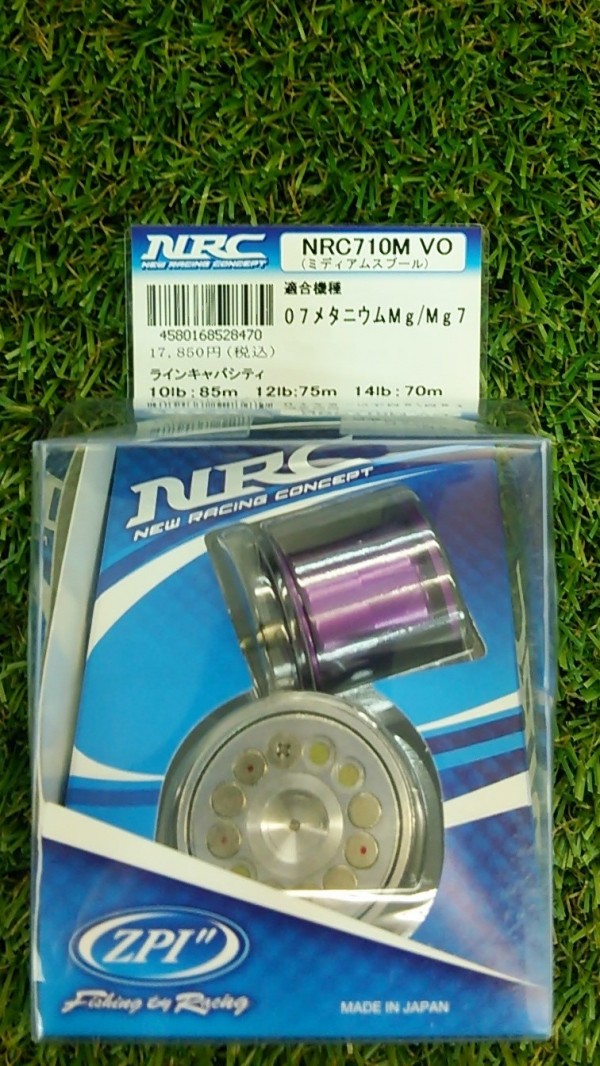 NRC
NEW RACING CONCEPT
NRC710M VO
(ミディアムスプール)
適合機種
07メタニウムMg/Mg7
4580168528470
17,850円(税込)
ラインキャパシティ
10lb:85m 12lb:75m 14lb:70m
NRC
NEW RACING CONCEPT
ZPI"
Fishing by Racing
MADE IN JAPAN